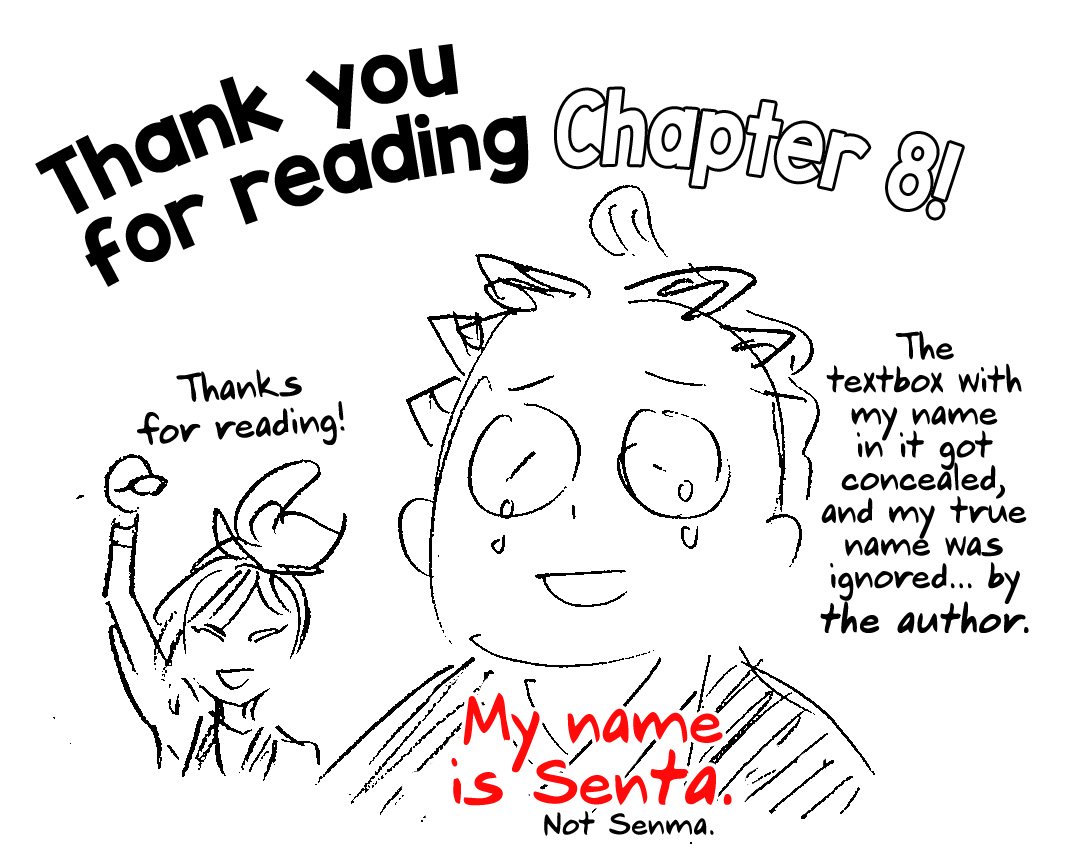 Thank you
for reading Chapter 8!
Thanks
for reading!
The
textbox with
my name
in it got
concealed,
and my true
name was
ignored... by
the author.
My name
is Senta.
Not Senma.